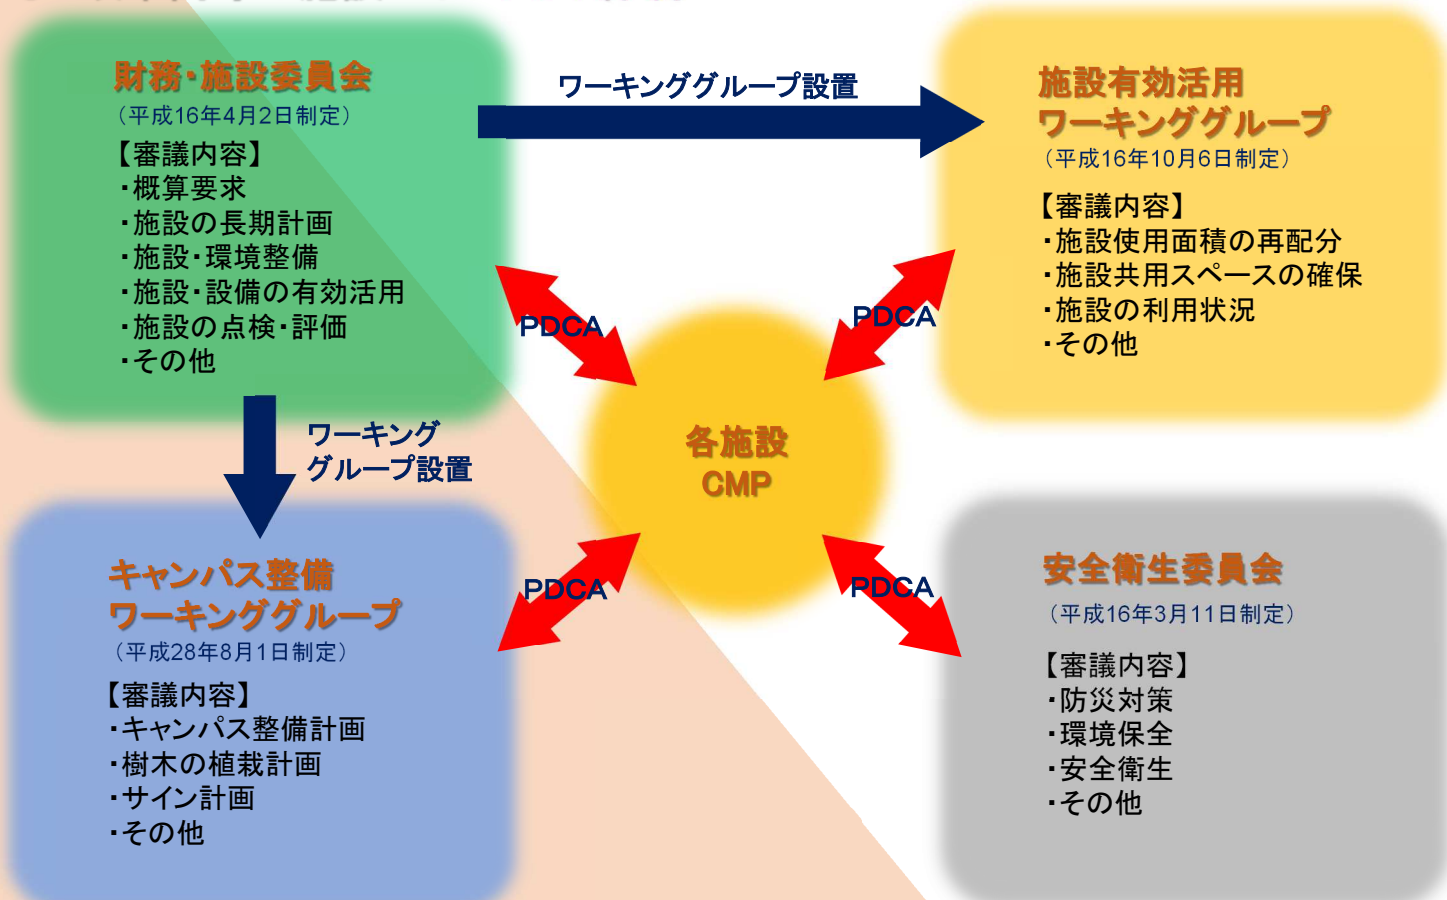 財務・施設委員会
（平成16年4月2日制定）
【審議内容】
・概算要求
・施設の長期計画
・施設・環境整備
・施設・設備の有効活用
・施設の点検・評価
・その他
ワーキンググループ設置
施設有効活用
ワーキンググループ
（平成16年10月6日制定）
【審議内容】
・施設使用面積の再配分
・施設共用スペースの確保
・施設の利用状況
・その他
PDCA
PDCA
各施設
CMP
ワーキング
グループ設置
キャンパス整備
ワーキンググループ
（平成28年8月1日制定）
【審議内容】
・キャンパス整備計画
・樹木の植栽計画
・サイン計画
・その他
PDCA
PDCA
安全衛生委員会
（平成16年3月11日制定）
【審議内容】
・防災対策
・環境保全
・安全衛生
・その他